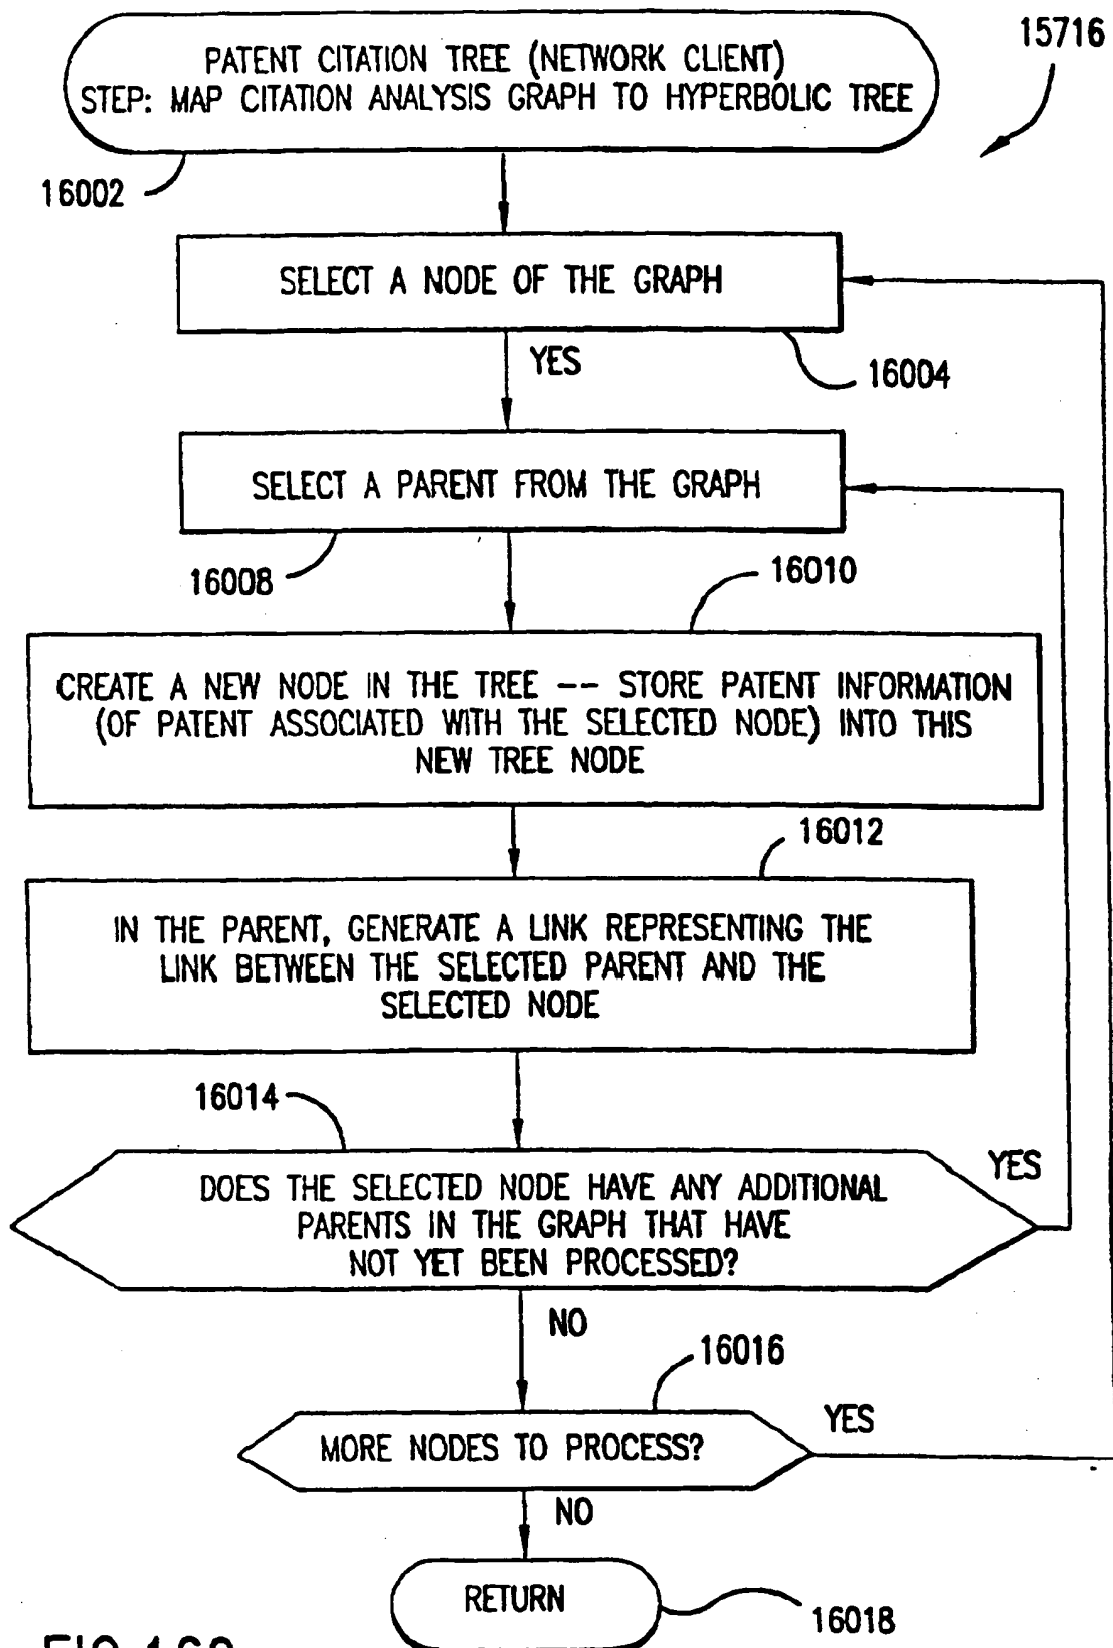 15716
PATENT CITATION TREE (NETWORK CLIENT)
STEP: MAP CITATION ANALYSIS GRAPH TO HYPERBOLIC TREE
16002
SELECT A NODE OF THE GRAPH
YES
16004
SELECT A PARENT FROM THE GRAPH
16008
16010
CREATE A NEW NODE IN THE TREE -- STORE PATENT INFORMATION
(OF PATENT ASSOCIATED WITH THE SELECTED NODE) INTO THIS
NEW TREE NODE
16012
IN THE PARENT, GENERATE A LINK REPRESENTING THE
LINK BETWEEN THE SELECTED PARENT AND THE
SELECTED NODE
16014
YES
DOES THE SELECTED NODE HAVE ANY ADDITIONAL
PARENTS IN THE GRAPH THAT HAVE
NOT YET BEEN PROCESSED?
NO
16016
YES
MORE NODES TO PROCESS?
NO
RETURN
16018
FIG.160